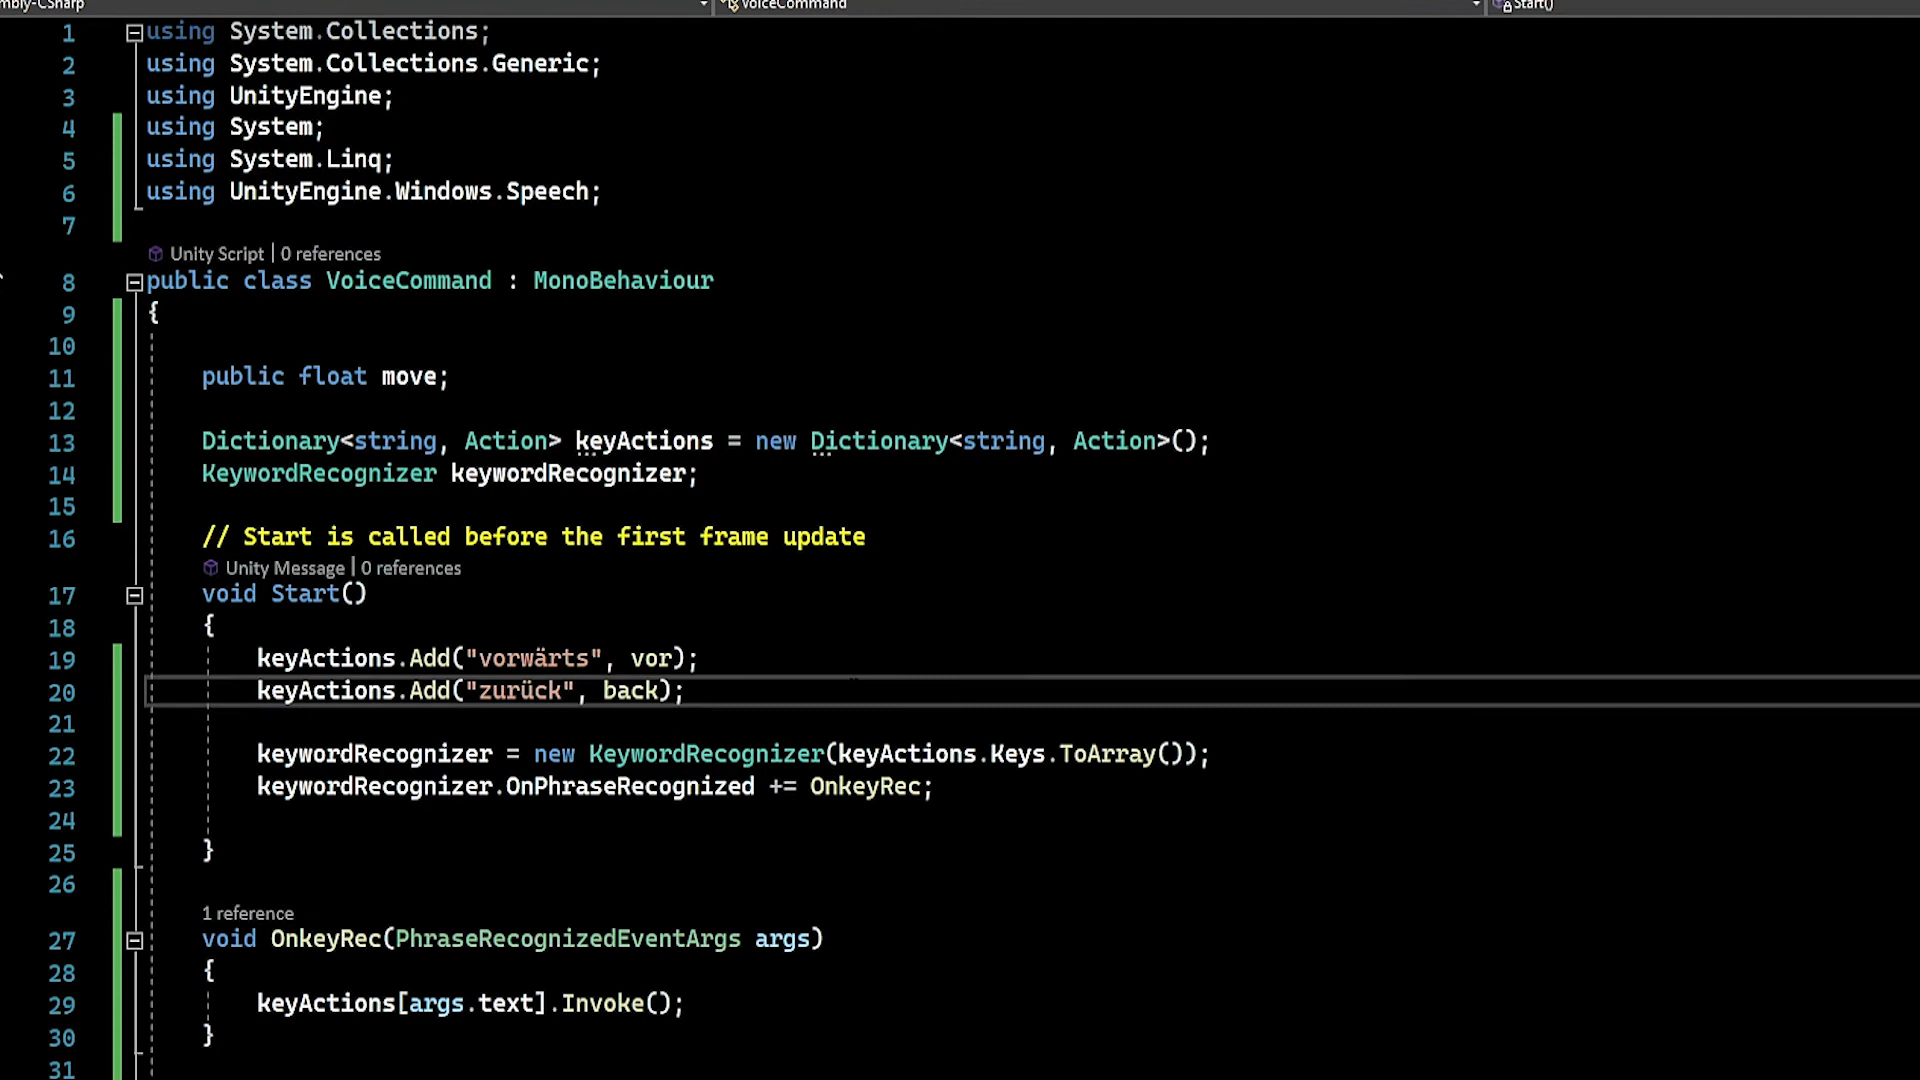 mbly-CSharp VoiceCommand Start()
1 using System.Collections;
2 using System.Collections.Generic;
3 using UnityEngine;
4 using System;
5 using System.Linq;
6 using UnityEngine.Windows.Speech;
7
Unity Script | 0 references
8 public class VoiceCommand : MonoBehaviour
9 {
10
11 public float move;
12
13 Dictionary<string, Action> keyActions = new Dictionary<string, Action>();
14 KeywordRecognizer keywordRecognizer;
15
16 // Start is called before the first frame update
Unity Message | 0 references
17 void Start()
18 {
19 keyActions.Add("vorwärts", vor);
20 keyActions.Add("zurück", back);
21
22 keywordRecognizer = new KeywordRecognizer(keyActions.Keys.ToArray());
23 keywordRecognizer.OnPhraseRecognized += OnkeyRec;
24
25 }
26
1 reference
27 void OnkeyRec(PhraseRecognizedEventArgs args)
28 {
29 keyActions[args.text].Invoke();
30 }
31